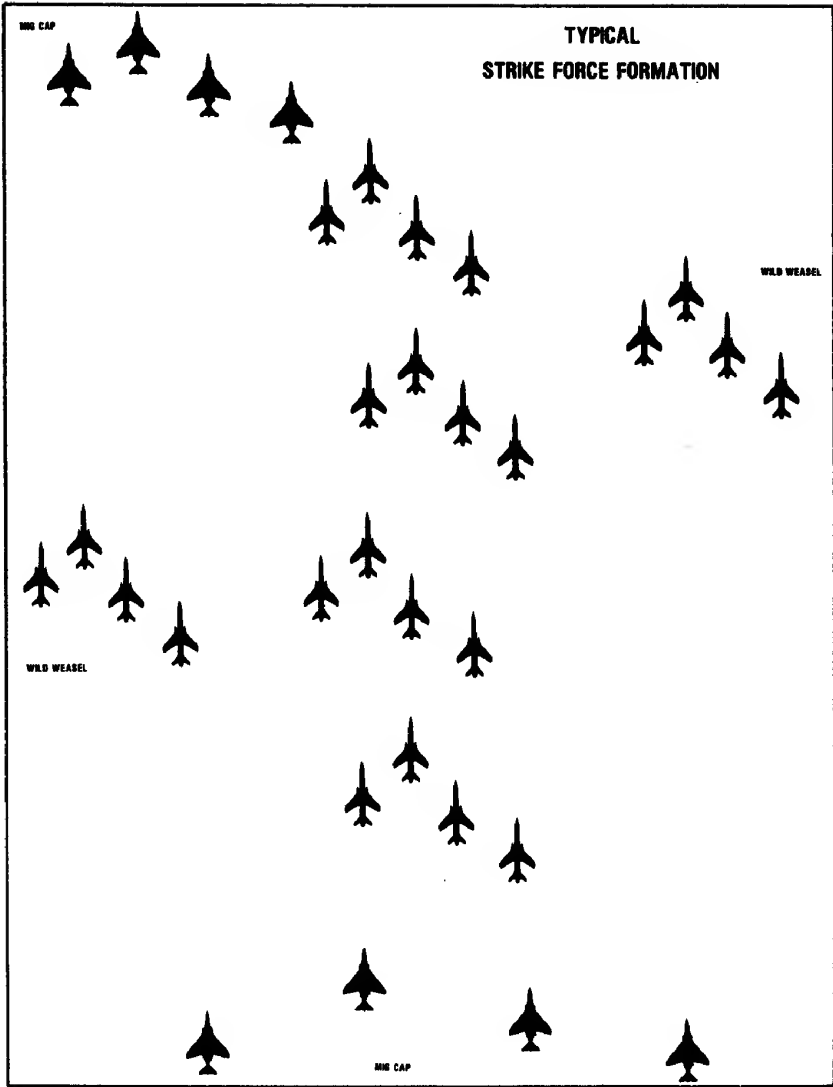 MIG CAP
TYPICAL
STRIKE FORCE FORMATION
WILD WEASEL
WILD WEASEL
MIG CAP